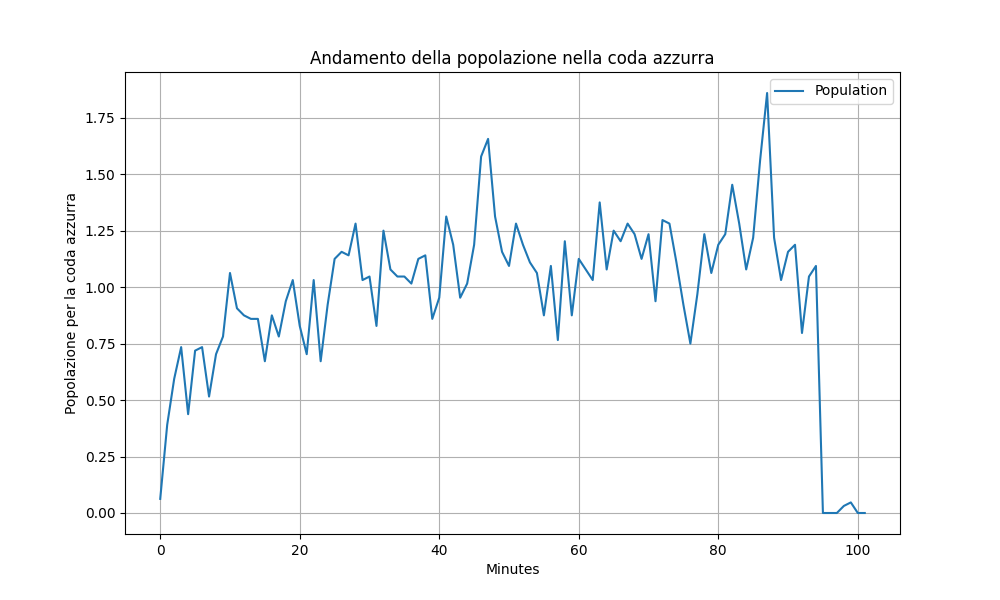 Andamento della popolazione nella coda azzurra
Population
Popolazione per la coda azzurra
1.75
1.50
1.25
1.00
0.75
0.50
0.25
0.00
0 20 40 60 80 100
Minutes